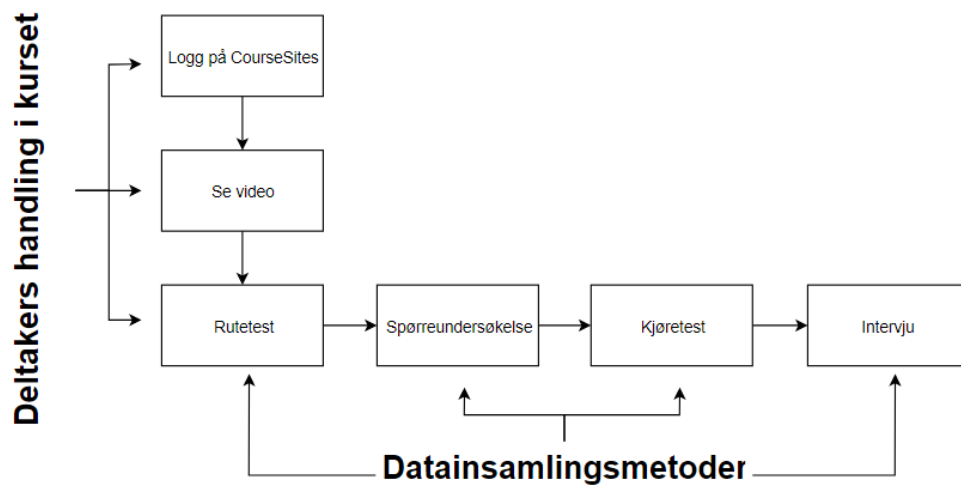 Deltakers handling i kurset
Logg på CourseSites
Se video
Rutetest
Spørreundersøkelse
Kjøretest
Intervju
Datainsamlingsmetoder